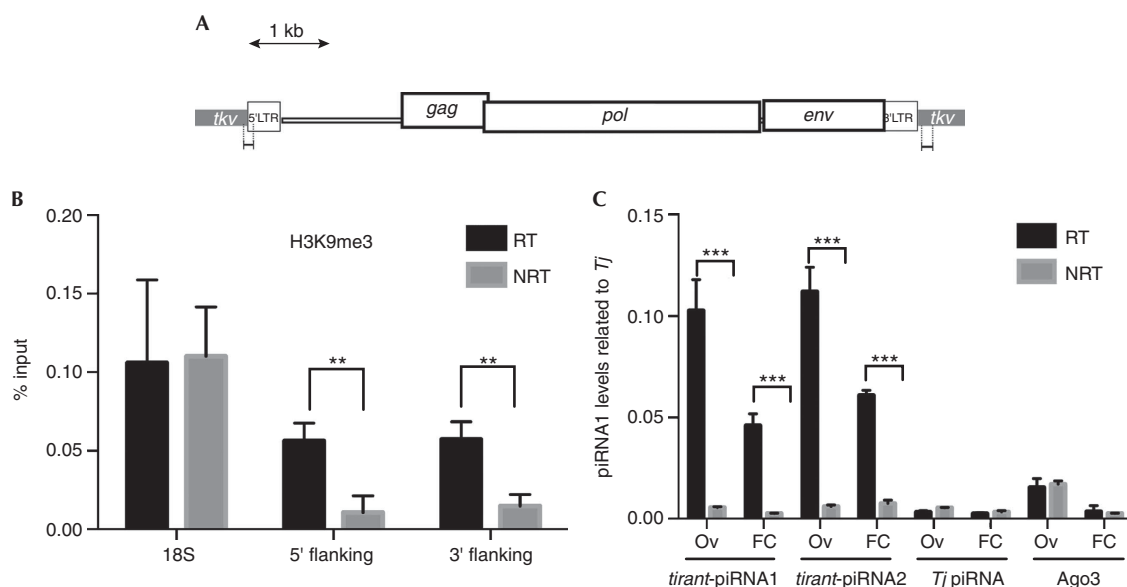 A
1 kb
tkv
5'LTR
gag
pol
env
3'LTR
tkv
B
0.20
0.15
0.10
0.05
0.00
% input
H3K9me3
RT
NRT
**
**
18S
5' flanking
3' flanking
C
0.15
0.10
0.05
0.00
piRNA1 levels related to Tj
RT
NRT
***
***
***
***
Ov FC Ov FC Ov FC Ov FC
tirant-piRNA1 tirant-piRNA2 Tj piRNA Ago3